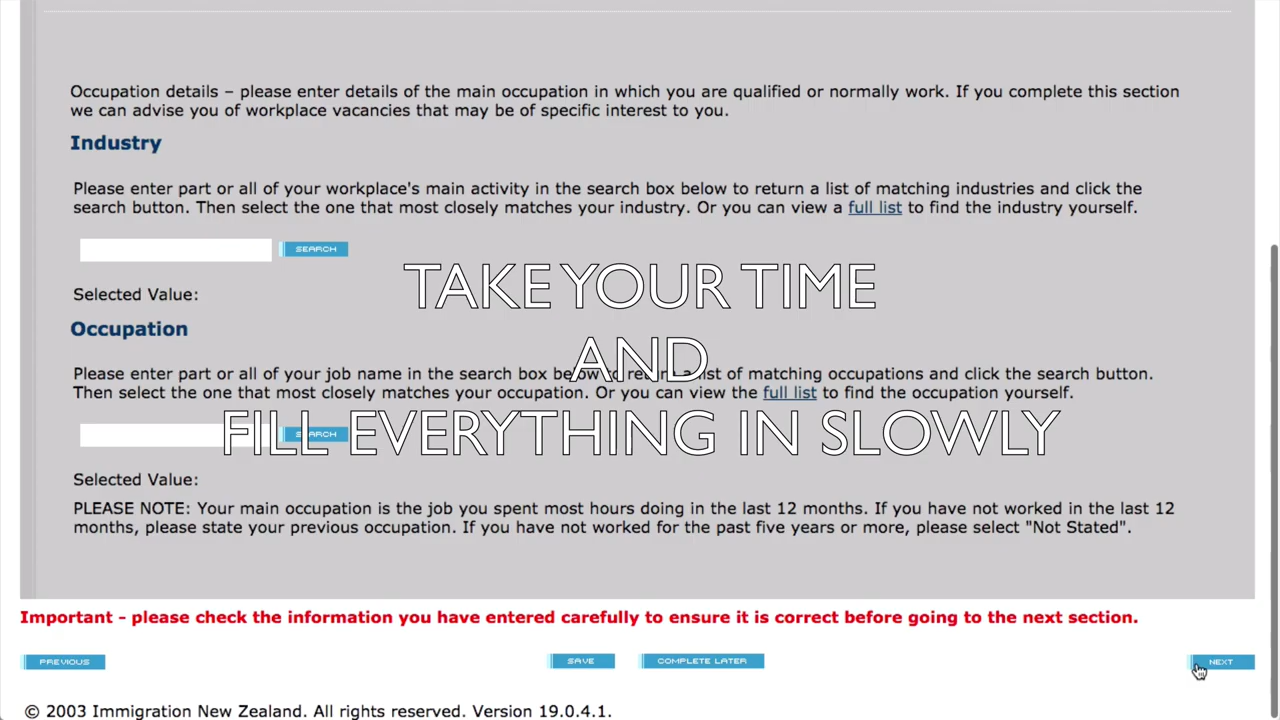 Occupation details – please enter details of the main occupation in which you are qualified or normally work. If you complete this section
we can advise you of workplace vacancies that may be of specific interest to you.
Industry
Please enter part or all of your workplace's main activity in the search box below to return a list of matching industries and click the
search button. Then select the one that most closely matches your industry. Or you can view a full list to find the industry yourself.
SEARCH
Selected Value:
TAKE YOUR TIME
Occupation
AND
Please enter part or all of your job name in the search box below return a list of matching occupations and click the search button.
Then select the one that most closely matches your occupation. Or you can view the full list to find the occupation yourself.
SEARCH
FILL EVERYTHING IN SLOWLY
Selected Value:
PLEASE NOTE: Your main occupation is the job you spent most hours doing in the last 12 months. If you have not worked in the last 12
months, please state your previous occupation. If you have not worked for the past five years or more, please select "Not Stated".
Important - please check the information you have entered carefully to ensure it is correct before going to the next section.
PREVIOUS
SAVE
COMPLETE LATER
NEXT
© 2003 Immigration New Zealand. All rights reserved. Version 19.0.4.1.